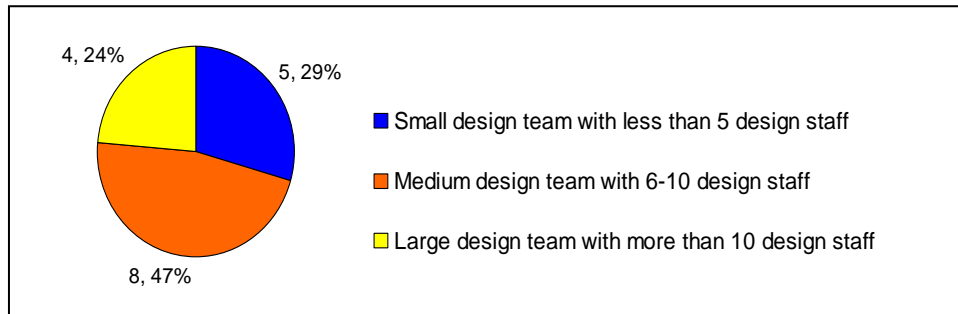 4, 24%
5, 29%
8, 47%
Small design team with less than 5 design staff
Medium design team with 6-10 design staff
Large design team with more than 10 design staff